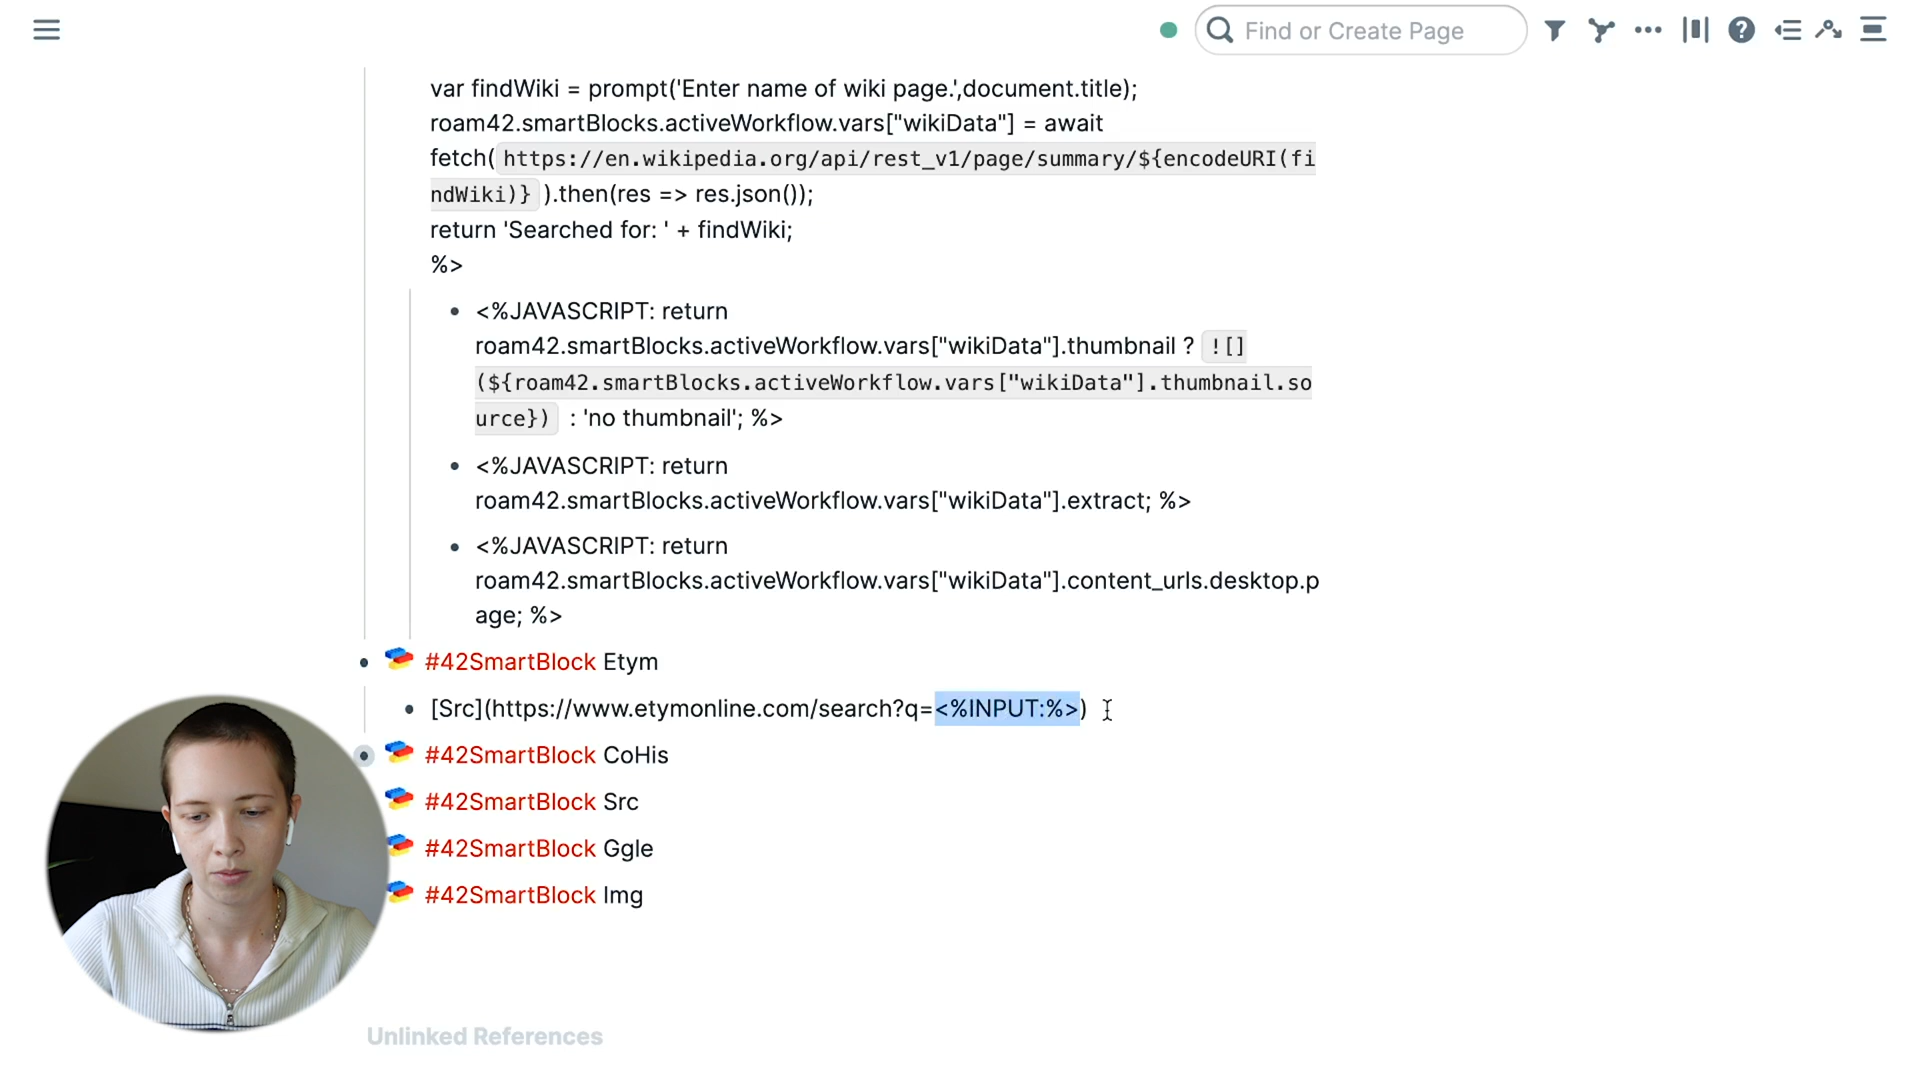 Find or Create Page
var findWiki = prompt('Enter name of wiki page.',document.title);
roam42.smartBlocks.activeWorkflow.vars["wikiData"] = await
fetch( https://en.wikipedia.org/api/rest_v1/page/summary/${encodeURI(fi
ndWiki)} ).then(res => res.json());
return 'Searched for: ' + findWiki;
%>
<%JAVASCRIPT: return
roam42.smartBlocks.activeWorkflow.vars["wikiData"].thumbnail ? ![]
(${roam42.smartBlocks.activeWorkflow.vars["wikiData"].thumbnail.so
urce}) : 'no thumbnail'; %>
<%JAVASCRIPT: return
roam42.smartBlocks.activeWorkflow.vars["wikiData"].extract; %>
<%JAVASCRIPT: return
roam42.smartBlocks.activeWorkflow.vars["wikiData"].content_urls.desktop.p
age; %>
#42SmartBlock Etym
[Src](https://www.etymonline.com/search?q=<%INPUT:%>)
#42SmartBlock CoHis
#42SmartBlock Src
#42SmartBlock Ggle
#42SmartBlock Img
Unlinked References